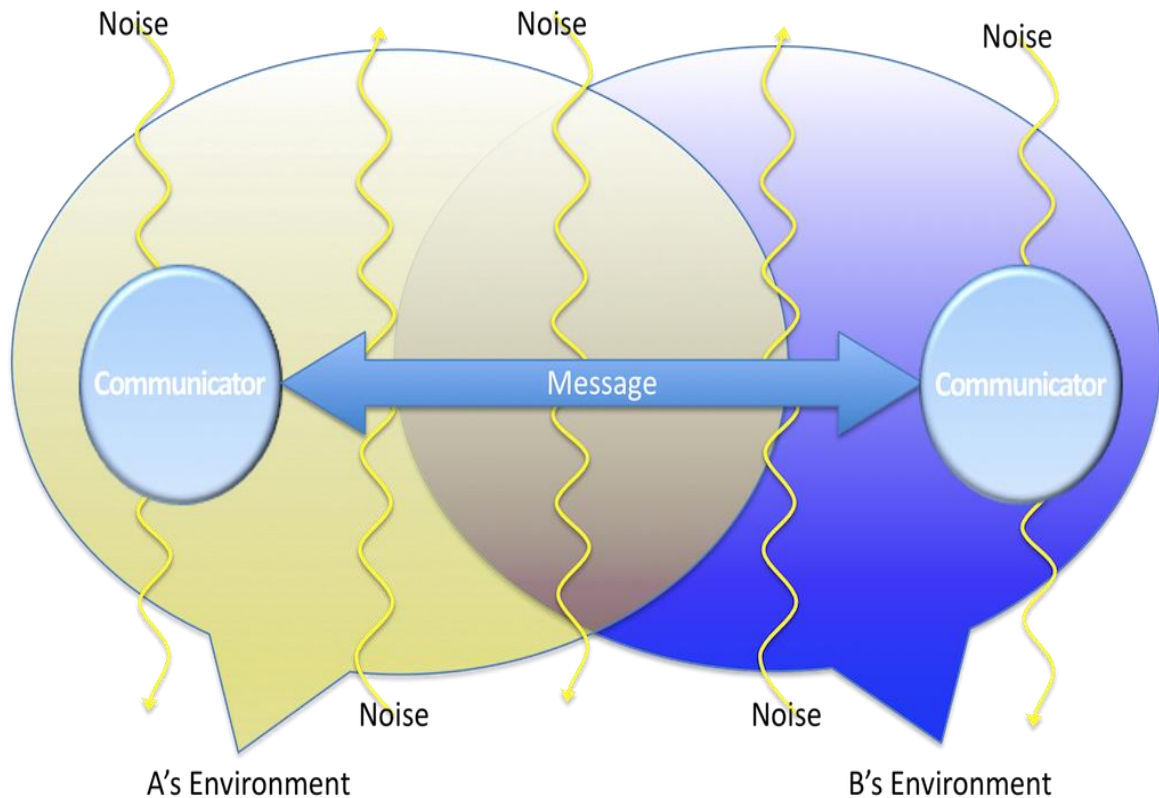 Noise
Noise
Noise
Communicator
Message
Communicator
Noise
Noise
A's Environment
B's Environment